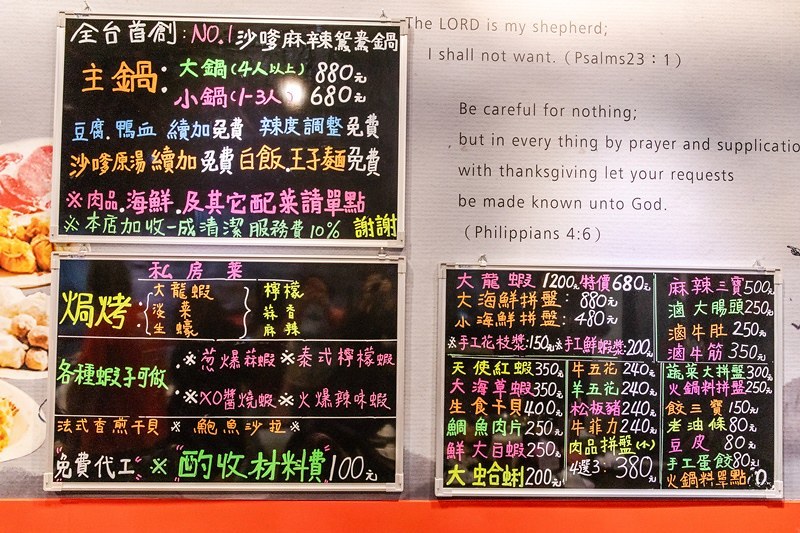 全台首創：NO.1沙嗲麻辣鴛鴦鍋
主鍋：大鍋(4人以上) 880元
小鍋(1-3人) 680元
豆腐.鴨血 續加免費 辣度調整免費
沙嗲原湯 續加免費 白飯.王子麵免費
※肉品.海鮮.及其它配菜請單點
※本店加收一成清潔服務費10% 謝謝
The LORD is my shepherd;
I shall not want.（Psalms23：1）
Be careful for nothing;
but in every thing by prayer and supplicatio
with thanksgiving let your requests
be made known unto God.
（Philippians 4:6）
私房菜
焗烤：
大龍蝦
淡菜
生蠔
檸檬
蒜香
麻辣
各種蝦子可做：
※蔥爆蒜蝦※泰式檸檬蝦
※XO醬燒蝦※火爆辣味蝦
法式香煎干貝 ※ 鮑魚沙拉 ※
免費代工 ※ 酌收材料費100元
大龍蝦 1200元特價680元
大海鮮拼盤：880元
小海鮮拼盤：480元
※手工花枝漿：150元※手工鮮蝦漿：200元
麻辣三寶500元
滷大腸頭250元
滷牛肚 250元
滷牛筋 350元
天使紅蝦350元
大海草蝦350元
生食干貝400元
鯛魚肉片250元
鮮大白蝦250元
大蛤蜊200元
牛五花 240元
羊五花 240元
松板豬240元
牛菲力240元
肉品拼盤(小)
4選3：380元
蔬菜大拼盤300元
火鍋料拼盤250元
餃三寶150元
老油條 80元
豆皮 80元
手工蛋餃80元
火鍋料單點